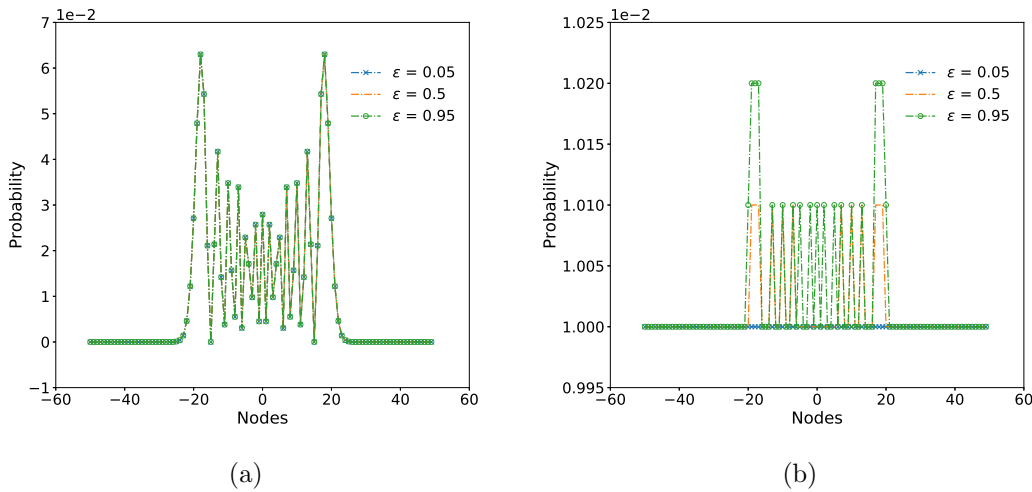 1e−2
7
6
5
4
3
2
1
0
−1
−60
−40
−20
0
20
40
60
Nodes
Probability
ε = 0.05
ε = 0.5
ε = 0.95
(a)
1e−2
1.025
1.020
1.015
1.010
1.005
1.000
0.995
−60
−40
−20
0
20
40
60
Nodes
Probability
ε = 0.05
ε = 0.5
ε = 0.95
(b)